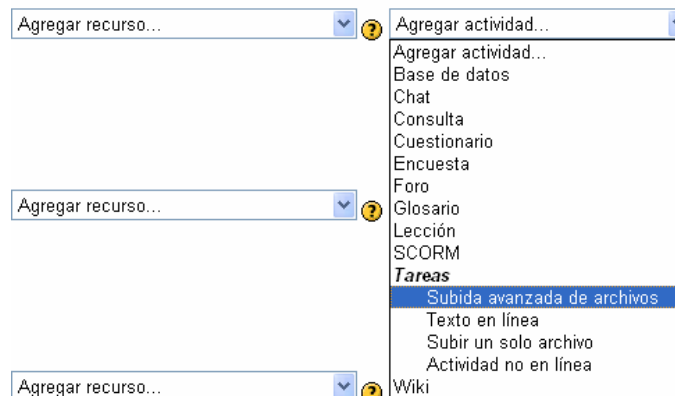 Agregar recurso...
Agregar actividad...
Agregar actividad...
Base de datos
Chat
Consulta
Cuestionario
Encuesta
Foro
Agregar recurso...
Glosario
Lección
SCORM
Tareas
Subida avanzada de archivos
Texto en línea
Subir un solo archivo
Actividad no en línea
Agregar recurso...
Wiki